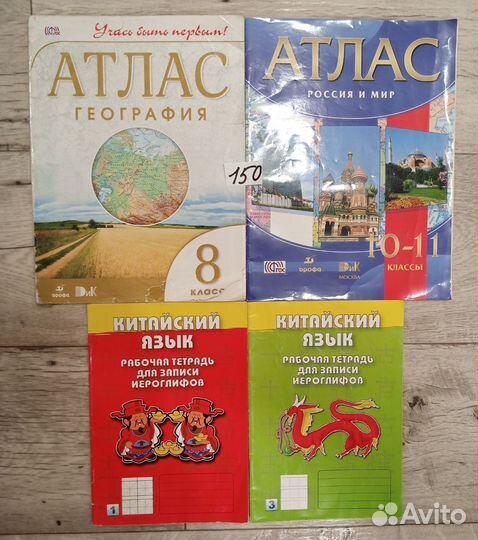 Учись быть первым!
АТЛАС
ГЕОГРАФИЯ
8
класс
дрофа
ДИК
150
АТЛАС
РОССИЯ И МИР
10-11
КЛАССЫ
дрофа
ДИК
МОСКВА
КИТАЙСКИЙ
ЯЗЫК
РАБОЧАЯ ТЕТРАДЬ
ДЛЯ ЗАПИСИ
ИЕРОГЛИФОВ
1
КИТАЙСКИЙ
ЯЗЫК
РАБОЧАЯ ТЕТРАДЬ
ДЛЯ ЗАПИСИ
ИЕРОГЛИФОВ
3
Avito